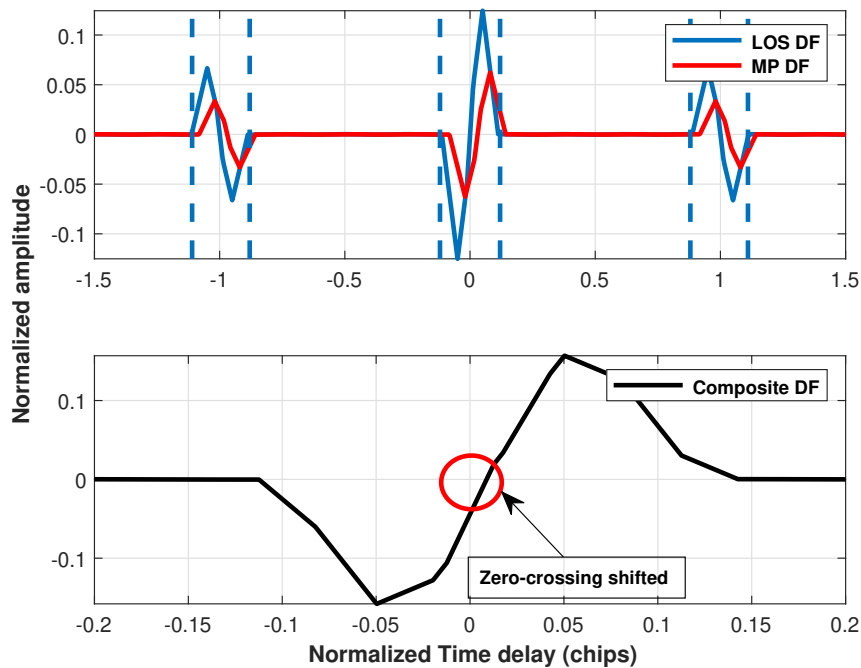 0.1
0.05
0
-0.05
-0.1
LOS DF
MP DF
-1.5 -1 -0.5 0 0.5 1 1.5
Normalized amplitude
0.1
0
-0.1
Composite DF
Zero-crossing shifted
-0.2 -0.15 -0.1 -0.05 0 0.05 0.1 0.15 0.2
Normalized Time delay (chips)